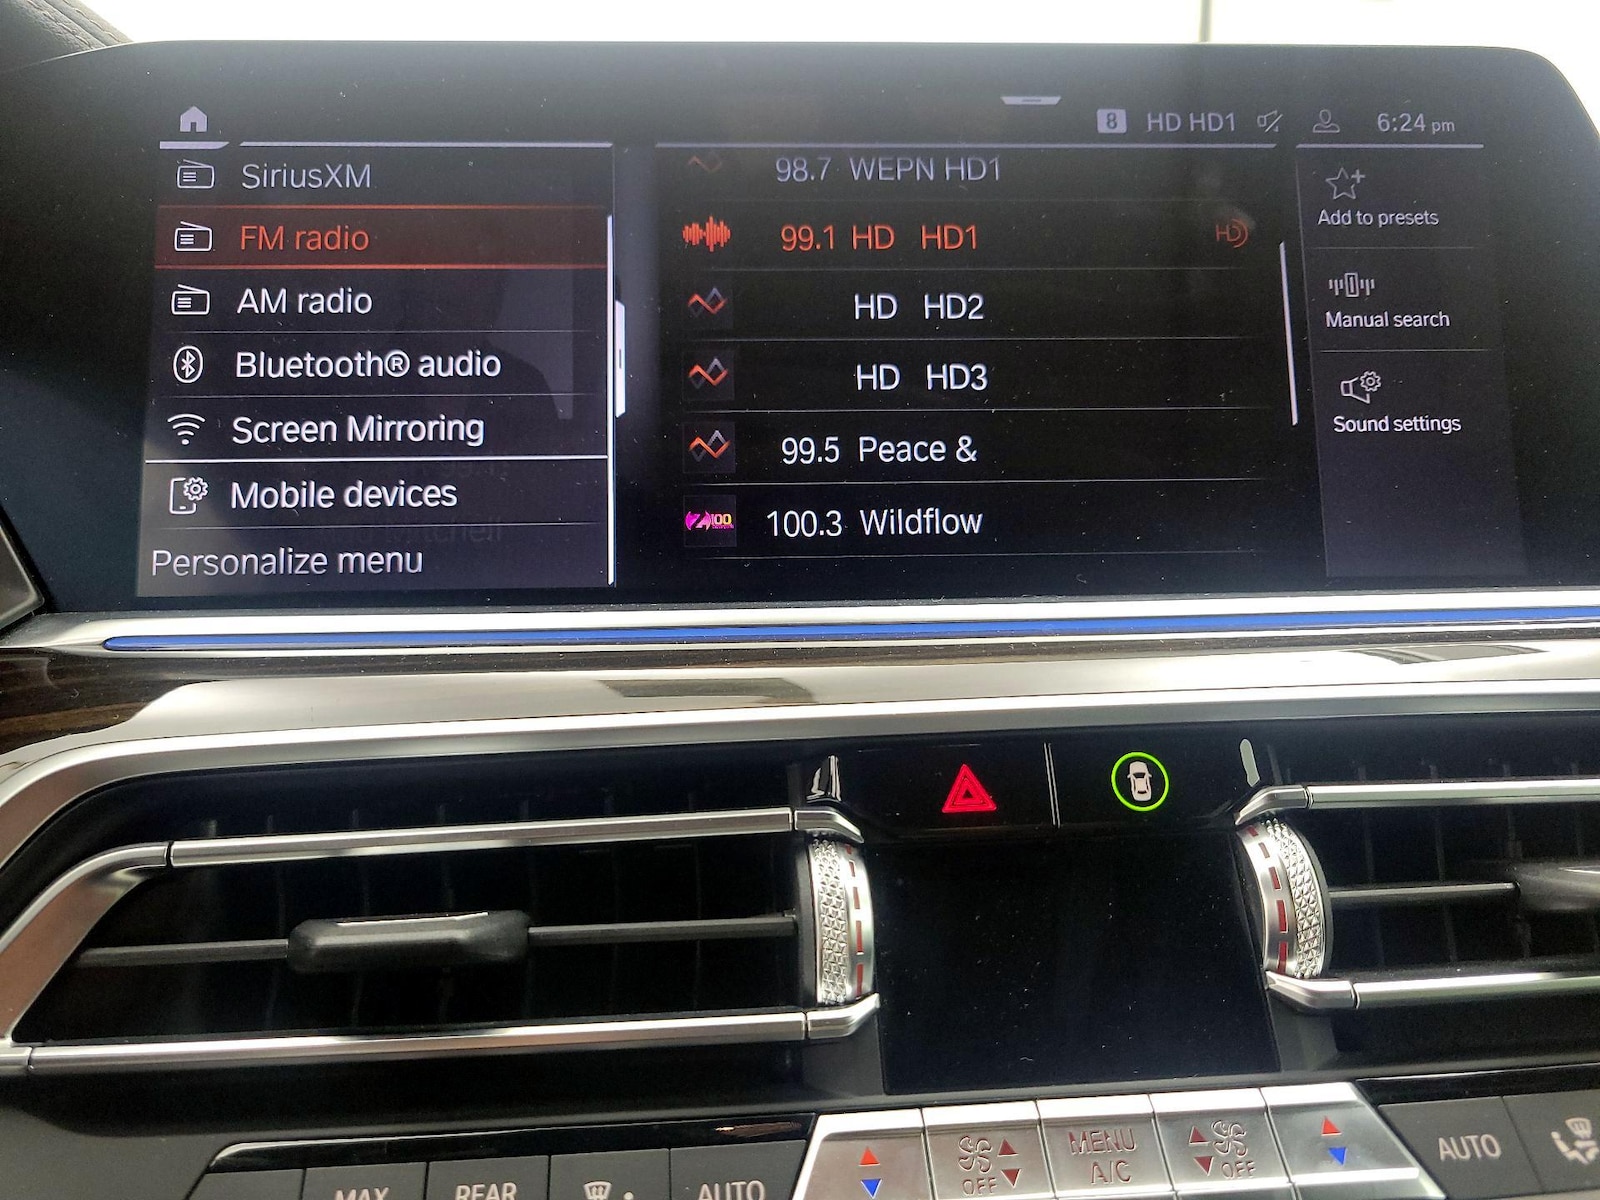 8 HD HD1 6:24 pm
SiriusXM
FM radio
AM radio
Bluetooth® audio
Screen Mirroring
Mobile devices
Personalize menu
98.7 WEPN HD1
99.1 HD HD1 HD
HD HD2
HD HD3
99.5 Peace &
Z100 100.3 Wildflow
Add to presets
Manual search
Sound settings
MAX
REAR
AUTO
OFF
MENU
A/C
OFF
AUTO